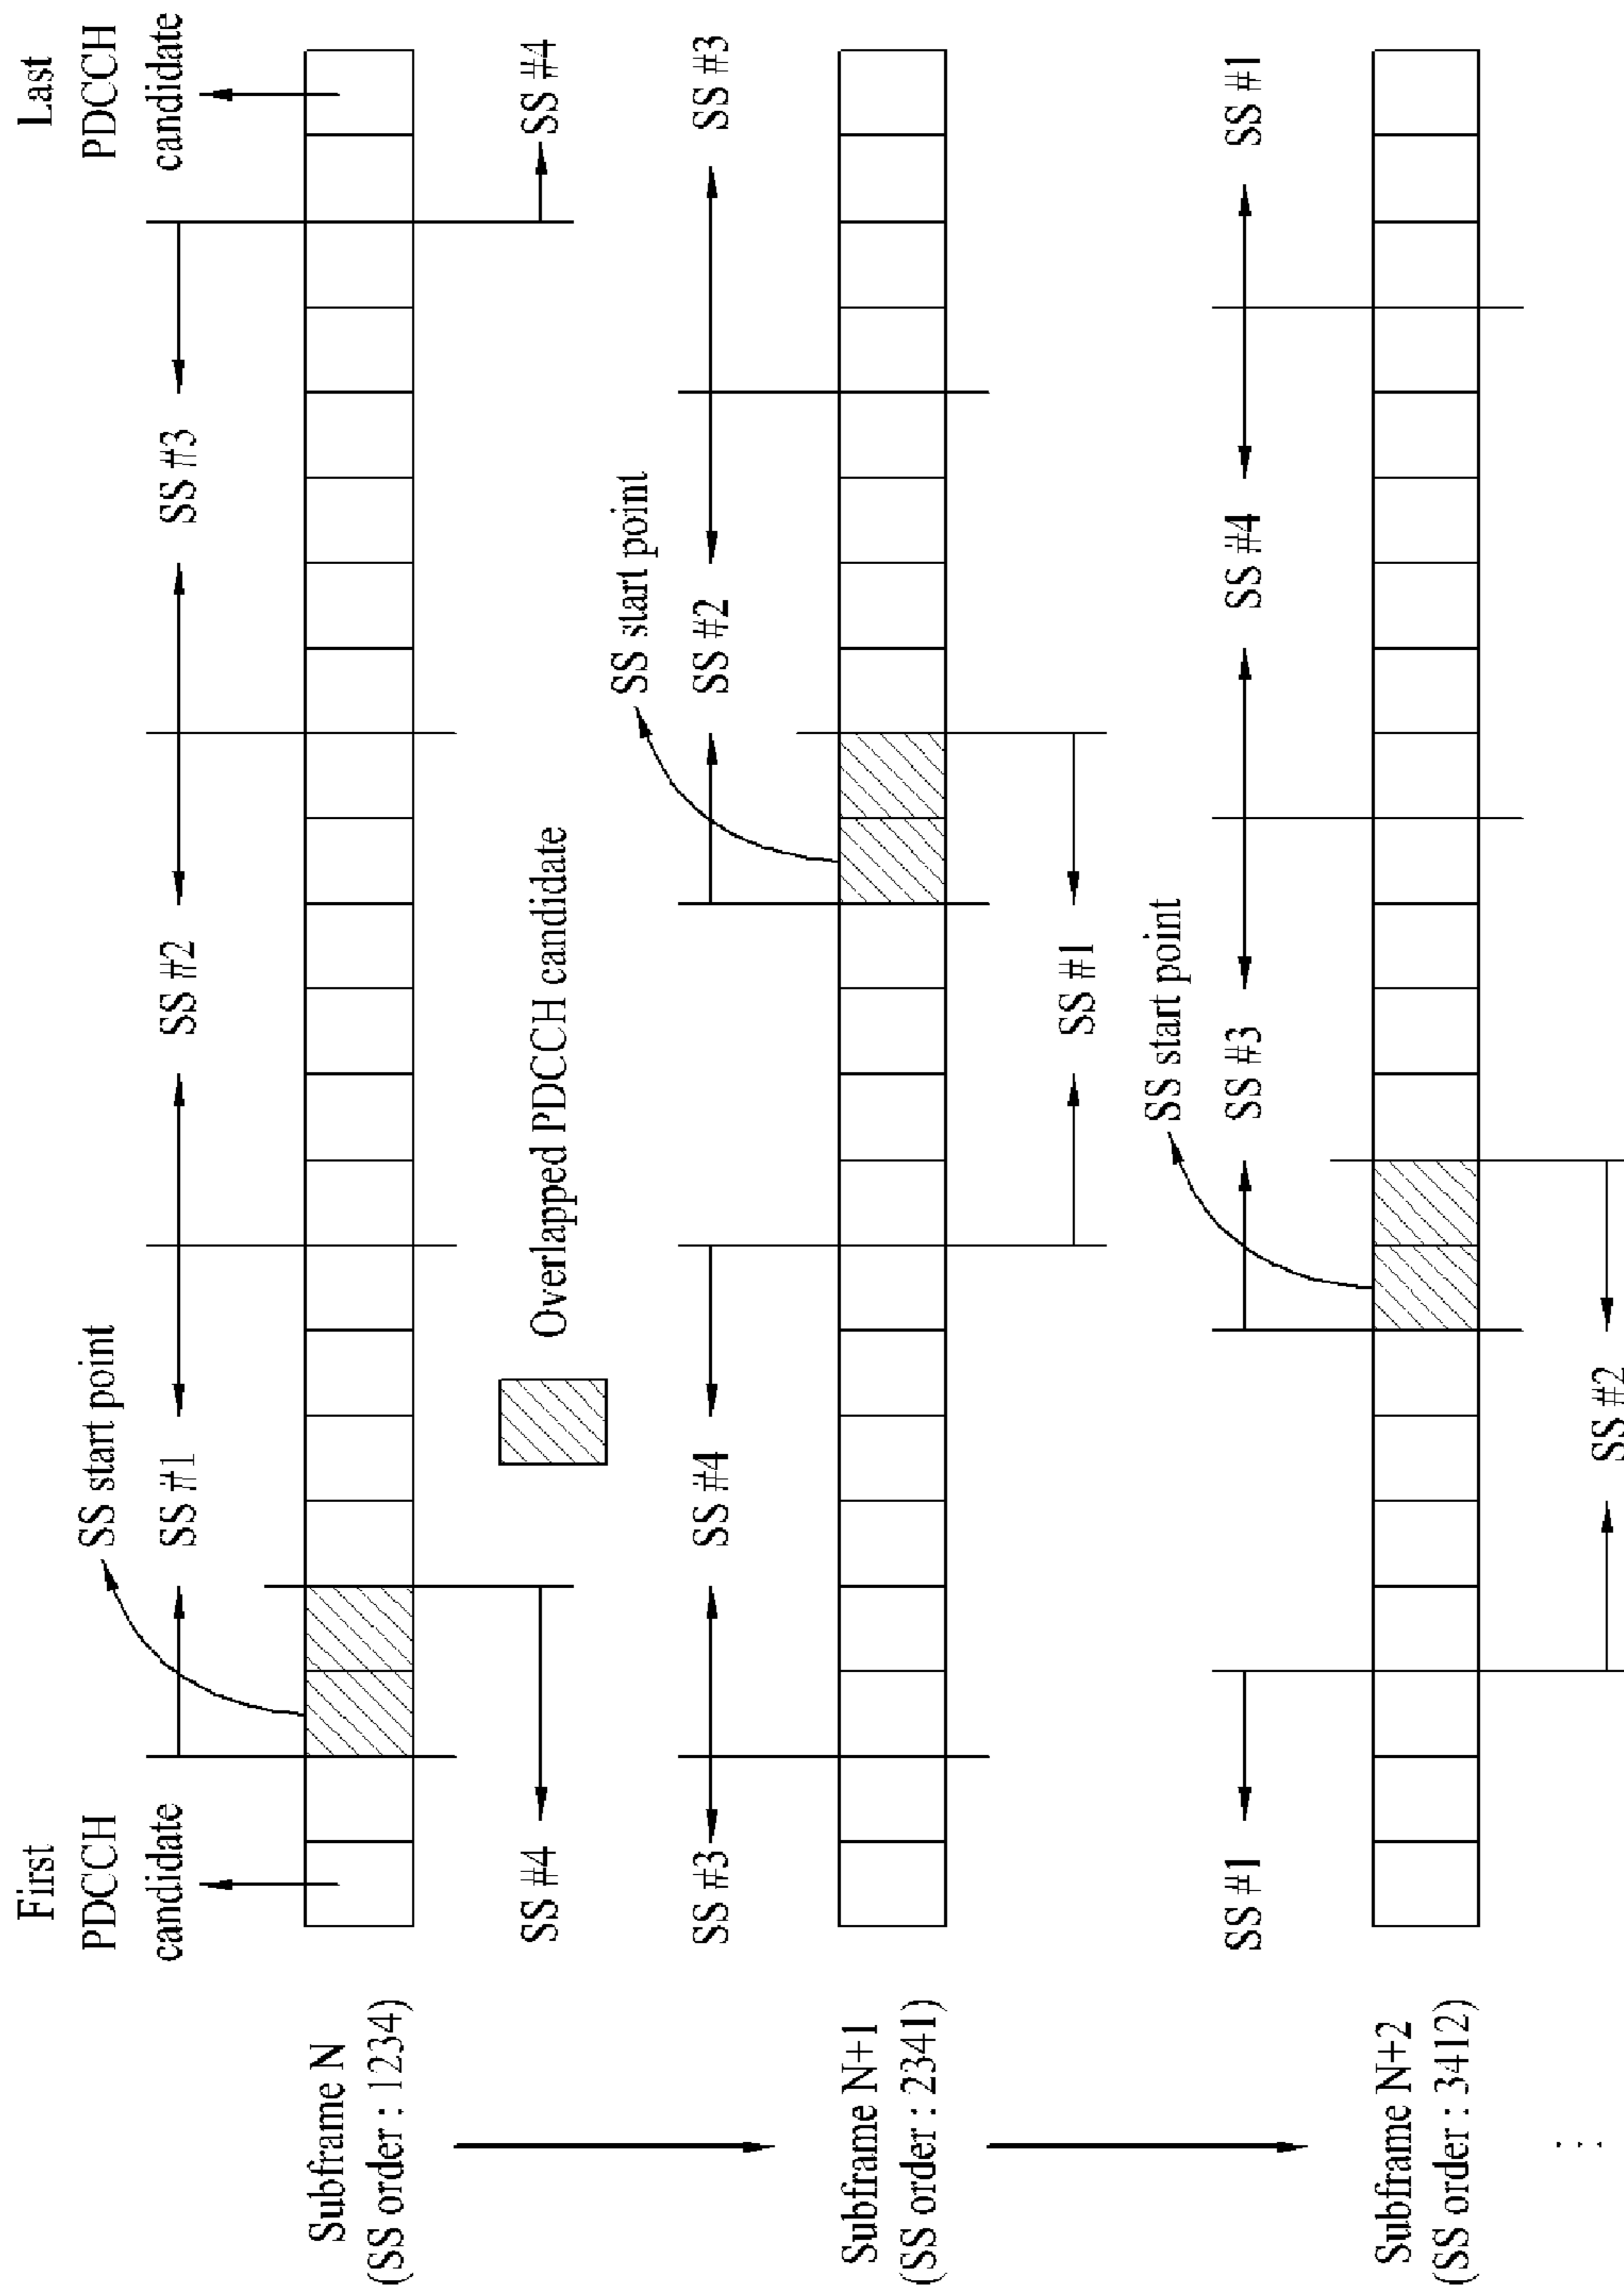 First
PDCCH
candidate
SS start point
SS #1
SS #2
SS #3
Last
PDCCH
candidate
Subframe N
(SS order : 1234)
SS #4
Overlapped PDCCH candidate
SS #4
SS start point
SS #3
SS #4
SS #2
SS #3
Subframe N+1
(SS order : 2341)
SS #1
SS start point
SS #1
SS #3
SS #4
SS #1
Subframe N+2
(SS order : 3412)
SS #2